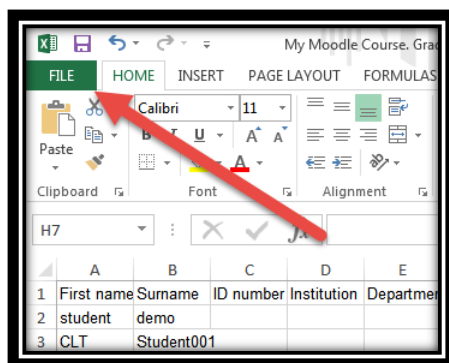 My Moodle Course. Grad
FILE HOME INSERT PAGE LAYOUT FORMULAS
Calibri 11
Paste B I U A A
A
Clipboard Font Alignment
H7 fx
A B C D E
1 First name Surname ID number Institution Departmen
2 student demo
3 CLT Student001